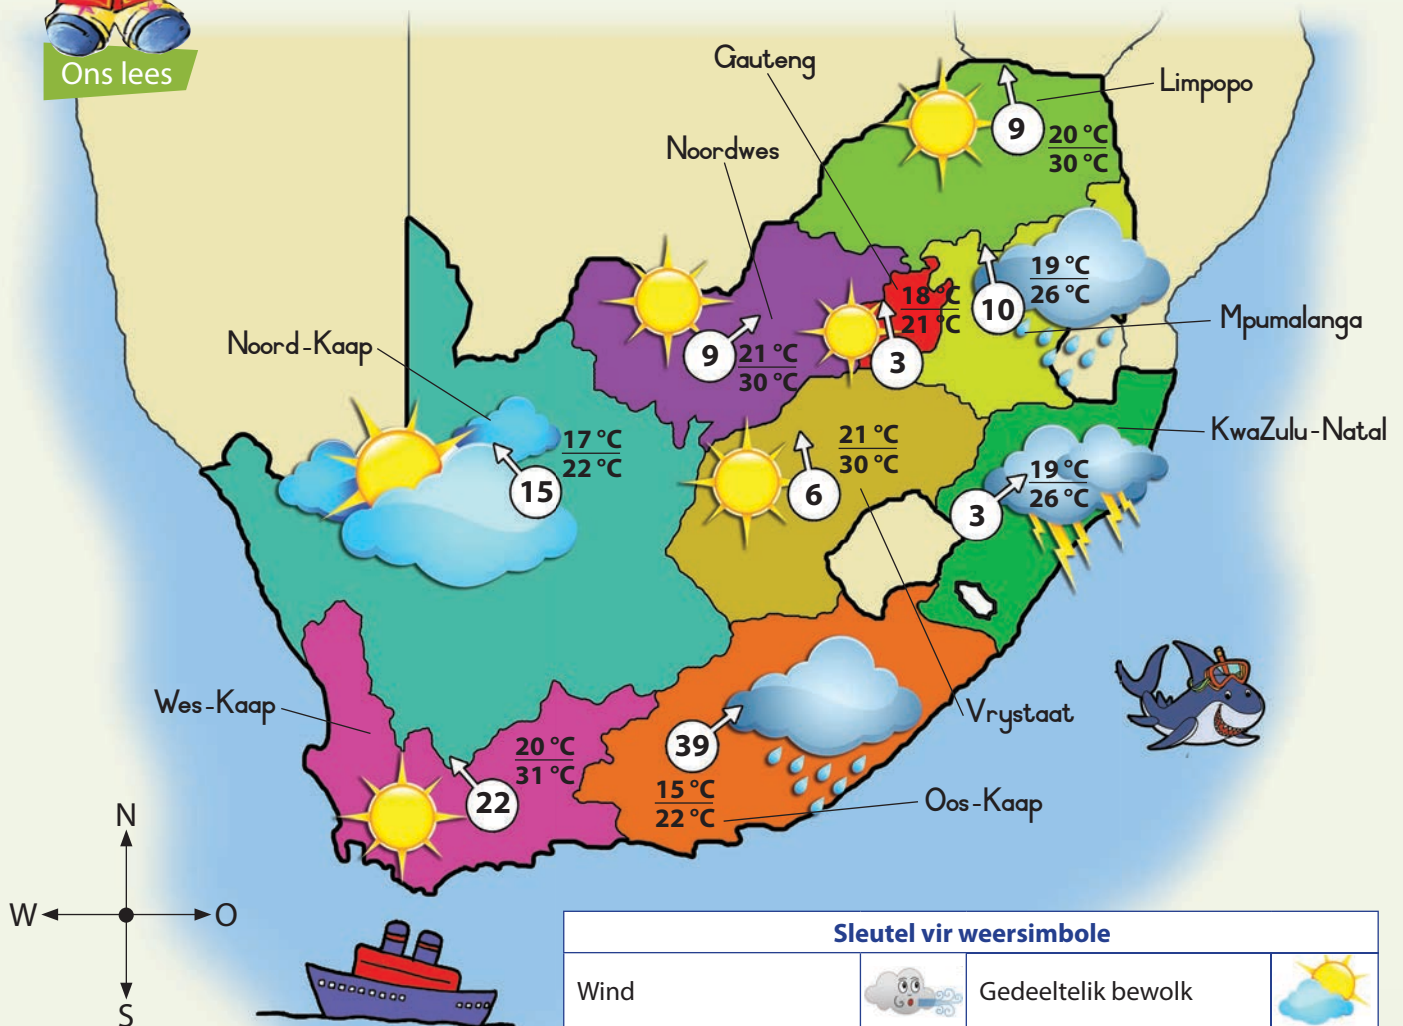 Ons lees
Gauteng
Limpopo
9
20 °C
30 °C
Noordwes
19 °C
26 °C
10
18 °C
21 °C
3
Mpumalanga
9
21 °C
30 °C
Noord-Kaap
17 °C
22 °C
15
21 °C
30 °C
6
KwaZulu-Natal
19 °C
26 °C
3
Wes-Kaap
20 °C
31 °C
22
39
15 °C
22 °C
Vrystaat
Oos-Kaap
N
W
O
S
Sleutel vir weersimbole
Wind
Gedeeltelik bewolk